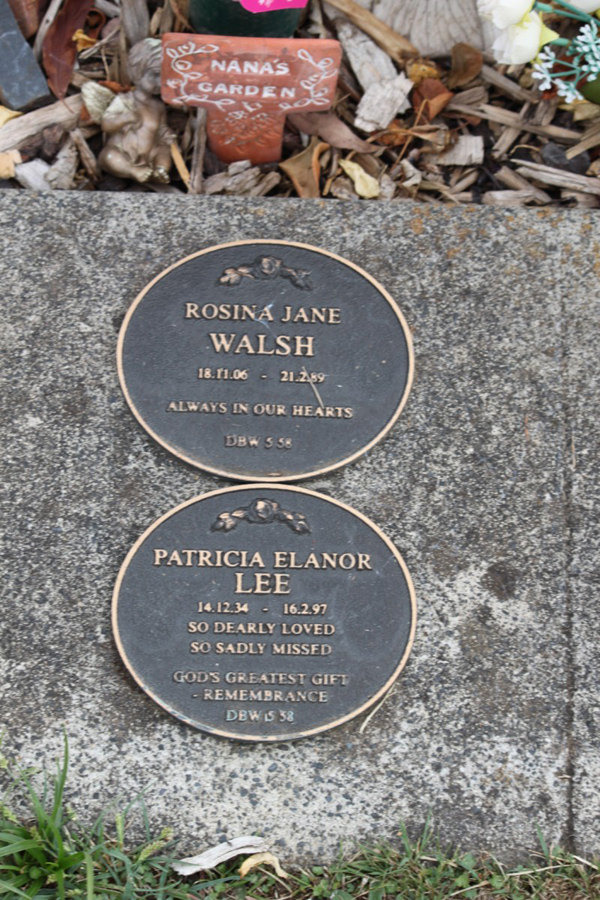 NANA'S
GARDEN
ROSINA JANE
WALSH
18.11.06 - 21.2.89
ALWAYS IN OUR HEARTS
DBW 5 58
PATRICIA ELANOR
LEE
14.12.34 - 16.2.97
SO DEARLY LOVED
SO SADLY MISSED
GOD'S GREATEST GIFT
- REMEMBRANCE
DBW 5 58